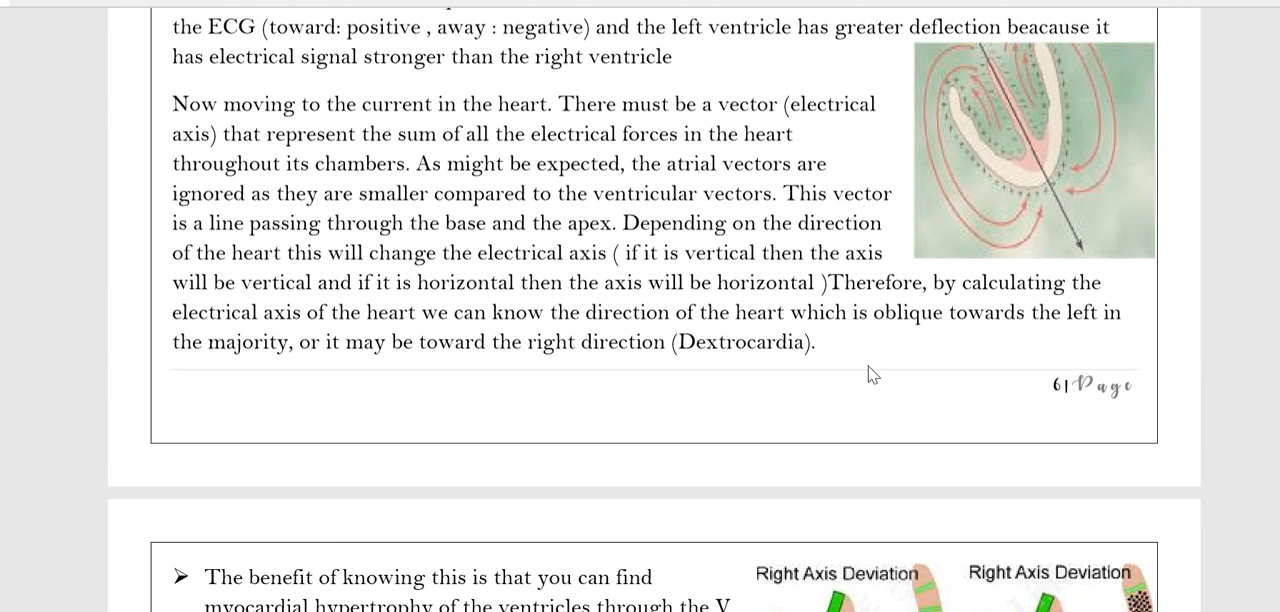 the ECG (toward: positive , away : negative) and the left ventricle has greater deflection beacause it
has electrical signal stronger than the right ventricle
Now moving to the current in the heart. There must be a vector (electrical
axis) that represent the sum of all the electrical forces in the heart
throughout its chambers. As might be expected, the atrial vectors are
ignored as they are smaller compared to the ventricular vectors. This vector
is a line passing through the base and the apex. Depending on the direction
of the heart this will change the electrical axis ( if it is vertical then the axis
will be vertical and if it is horizontal then the axis will be horizontal )Therefore, by calculating the
electrical axis of the heart we can know the direction of the heart which is oblique towards the left in
the majority, or it may be toward the right direction (Dextrocardia).
6 | Page
➢ The benefit of knowing this is that you can find
Right Axis Deviation
Right Axis Deviation
myocardial hypertrophy of the ventricles through the V